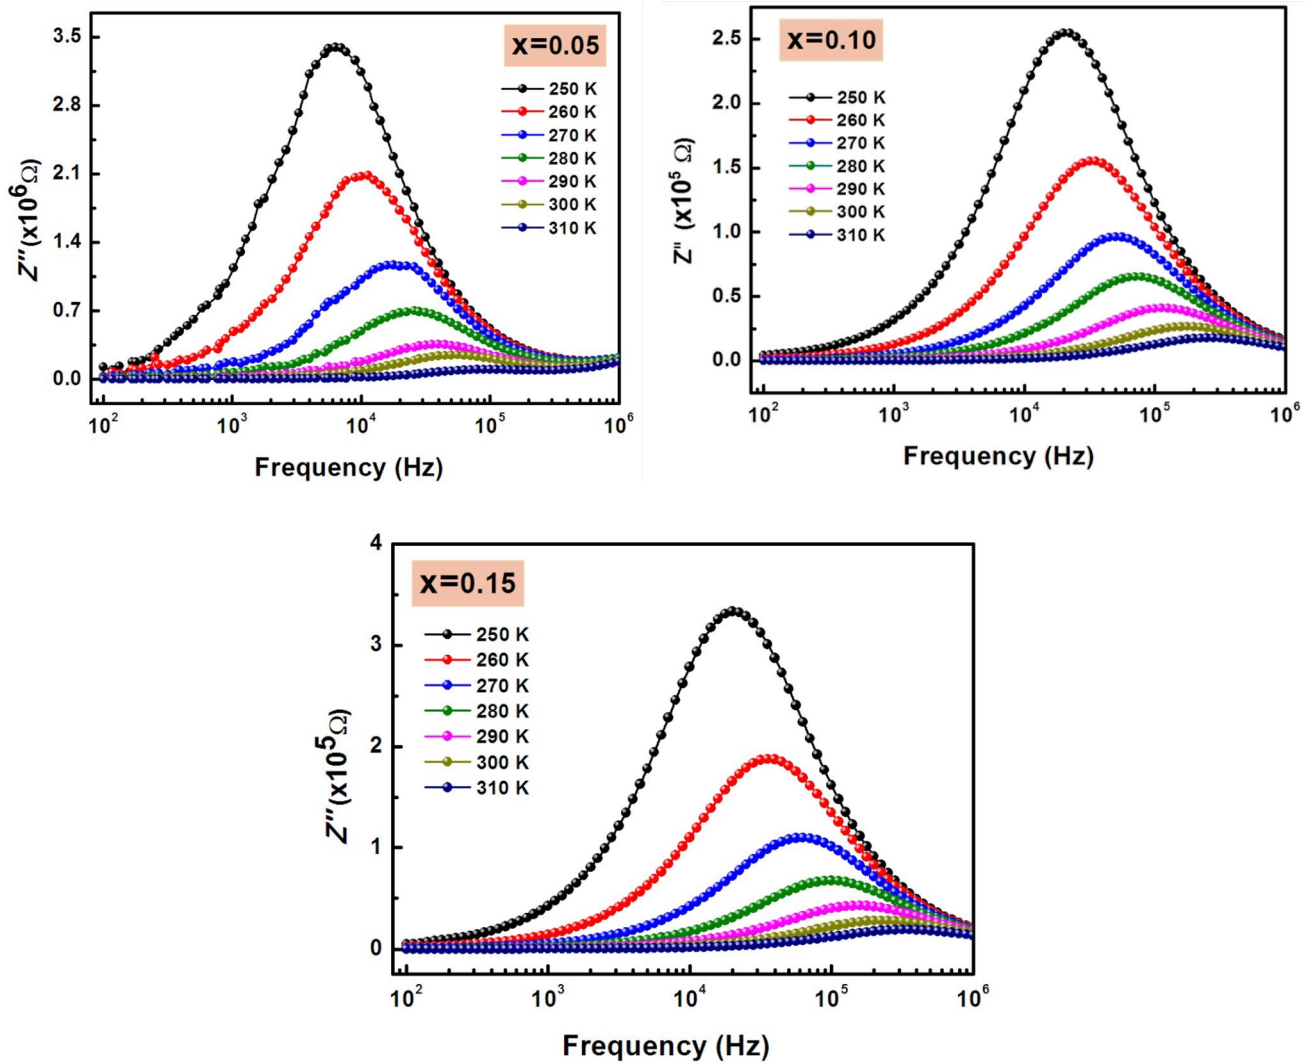 x=0.05
250 K
260 K
270 K
280 K
290 K
300 K
310 K
Z″(x10⁶Ω)
3.5
2.8
2.1
1.4
0.7
0.0
10² 10³ 10⁴ 10⁵ 10⁶
Frequency (Hz)
x=0.10
250 K
260 K
270 K
280 K
290 K
300 K
310 K
Z" (x10⁵ Ω)
2.5
2.0
1.5
1.0
0.5
0.0
10² 10³ 10⁴ 10⁵ 10⁶
Frequency (Hz)
x=0.15
250 K
260 K
270 K
280 K
290 K
300 K
310 K
Z″(x10⁵Ω)
4
3
2
1
0
10² 10³ 10⁴ 10⁵ 10⁶
Frequency (Hz)